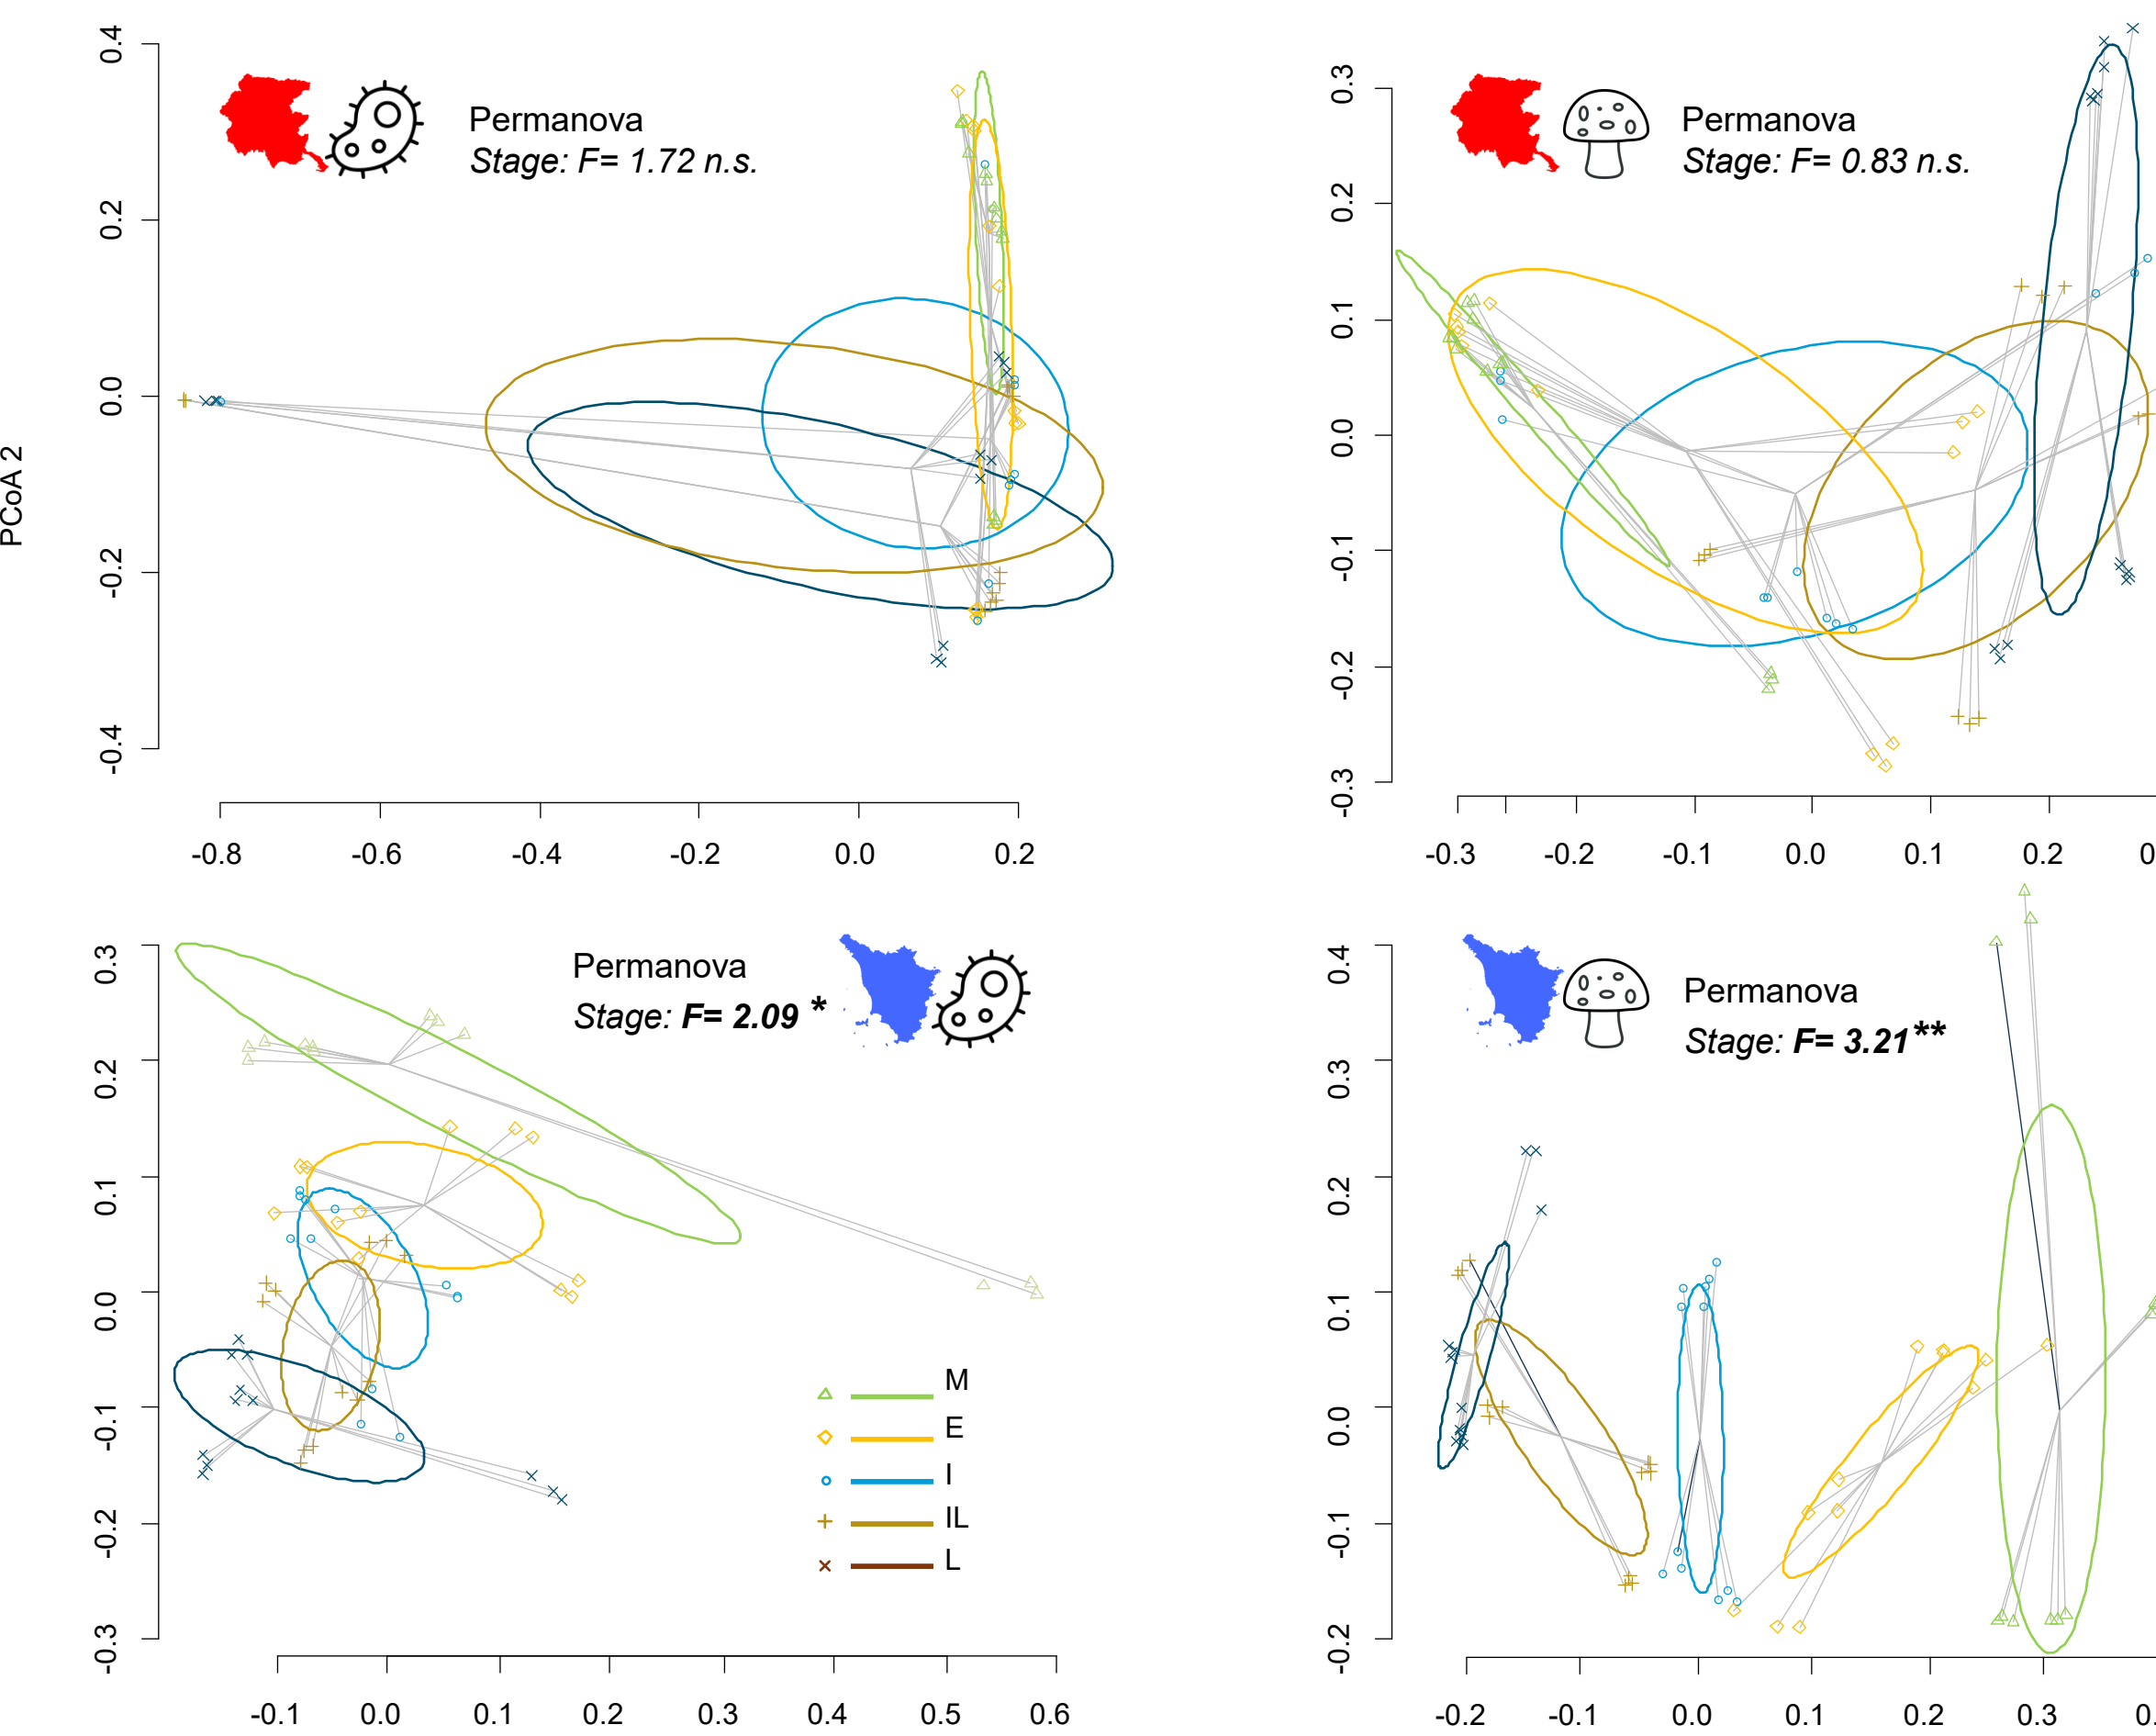 PCoA 2
0.4
0.2
0.0
-0.2
-0.4
Permanova
Stage: F= 1.72 n.s.
-0.8 -0.6 -0.4 -0.2 0.0 0.2
0.3
0.2
0.1
0.0
-0.1
-0.2
-0.3
Permanova
Stage: F= 0.83 n.s.
-0.3 -0.2 -0.1 0.0 0.1 0.2
0.3
0.2
0.1
0.0
-0.1
-0.2
-0.3
Permanova
Stage: F= 2.09 *
M
E
I
IL
L
-0.1 0.0 0.1 0.2 0.3 0.4 0.5 0.6
0.4
0.3
0.2
0.1
0.0
-0.1
-0.2
Permanova
Stage: F= 3.21**
-0.2 -0.1 0.0 0.1 0.2 0.3